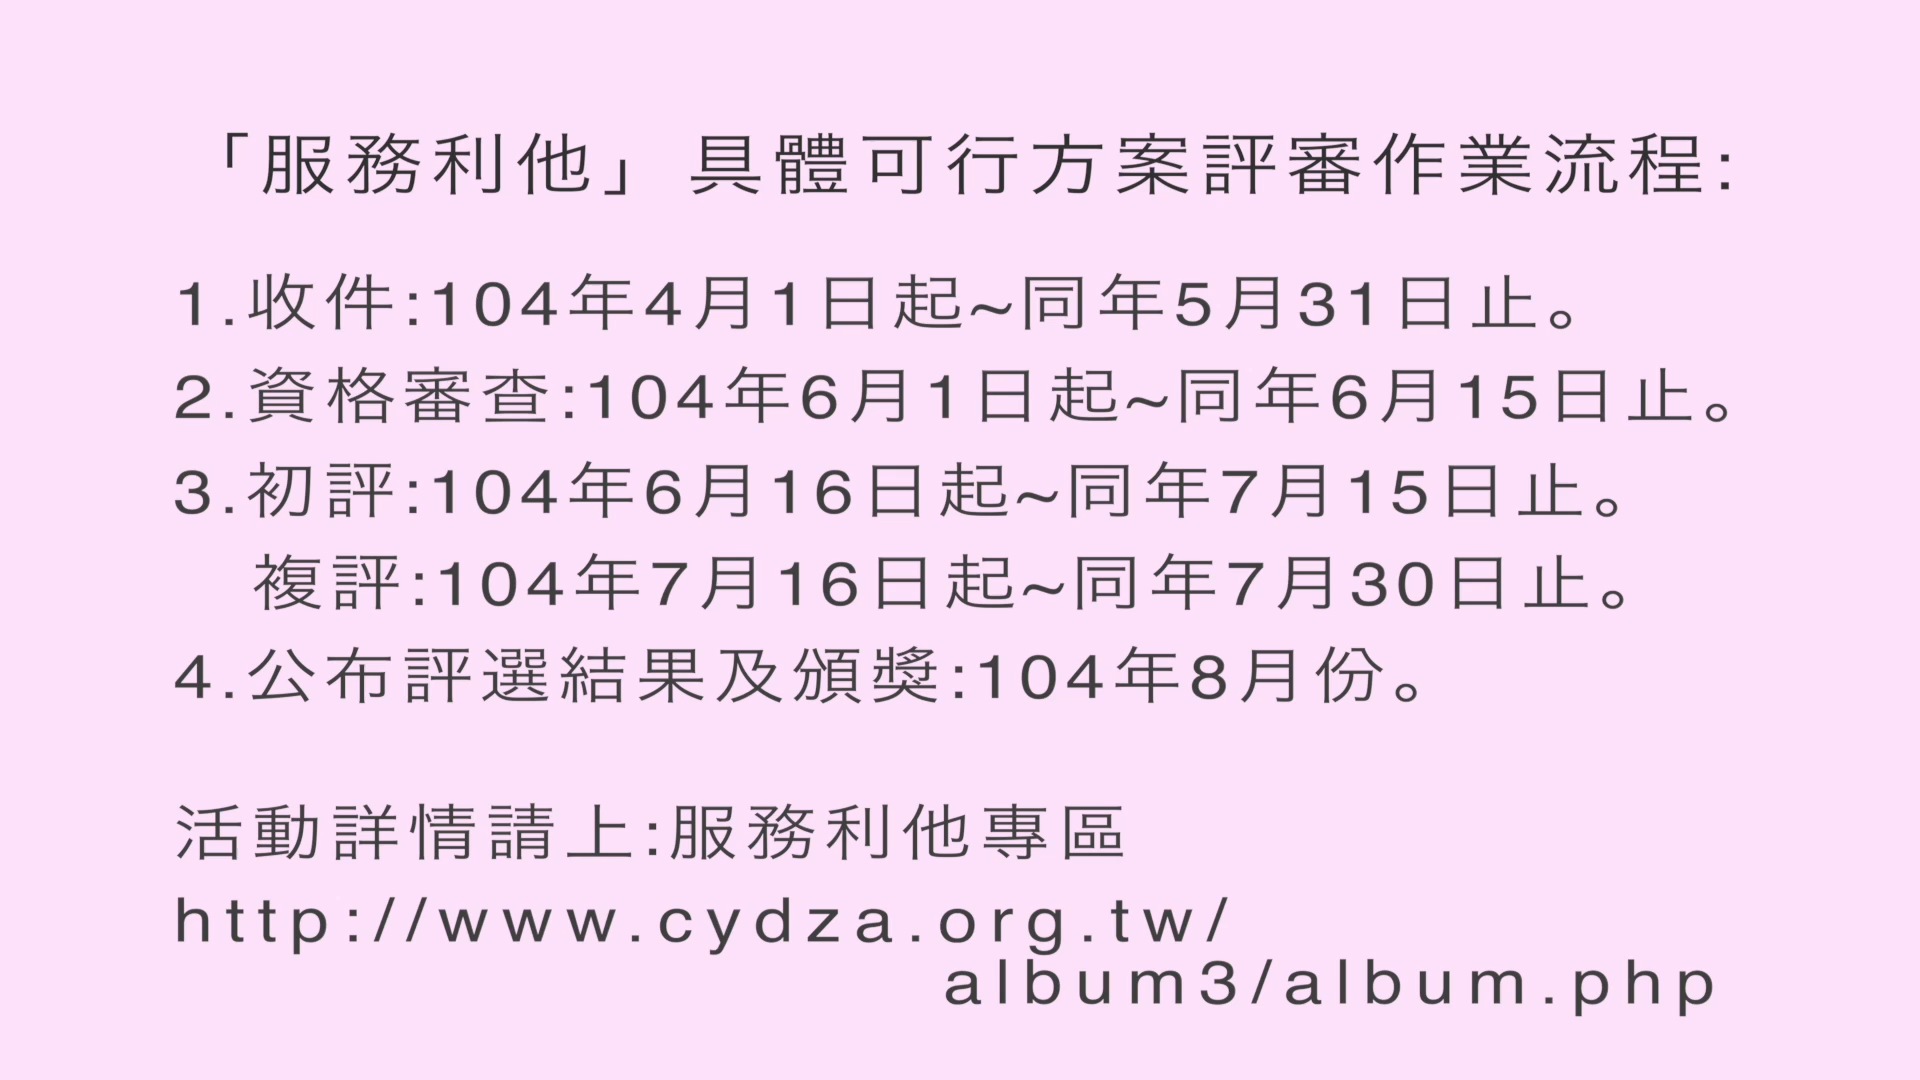 「服務利他」具體可行方案評審作業流程:
1.收件:104年4月1日起~同年5月31日止。
2.資格審查:104年6月1日起~同年6月15日止。
3.初評:104年6月16日起~同年7月15日止。
複評:104年7月16日起~同年7月30日止。
4.公布評選結果及頒獎:104年8月份。
活動詳情請上:服務利他專區
http://www.cydza.org.tw/
album3/album.php